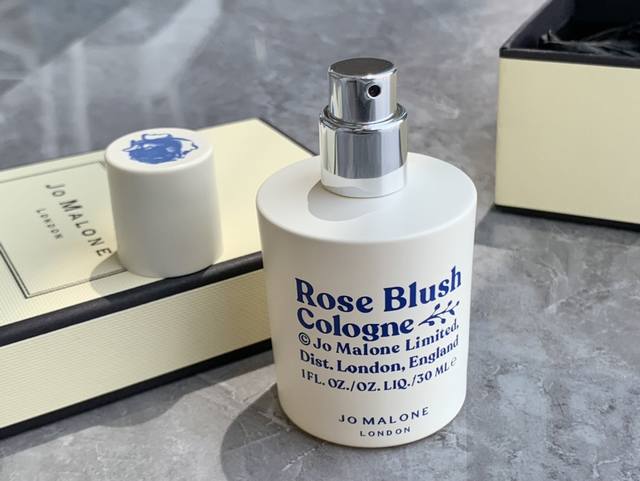 JO MALONE
LONDON
Rose Blush
Cologne
© Jo Malone Limited.
Dist. London, England
1FL. OZ./OZ. LIQ./30 ML ℮
JO MALONE
LONDON